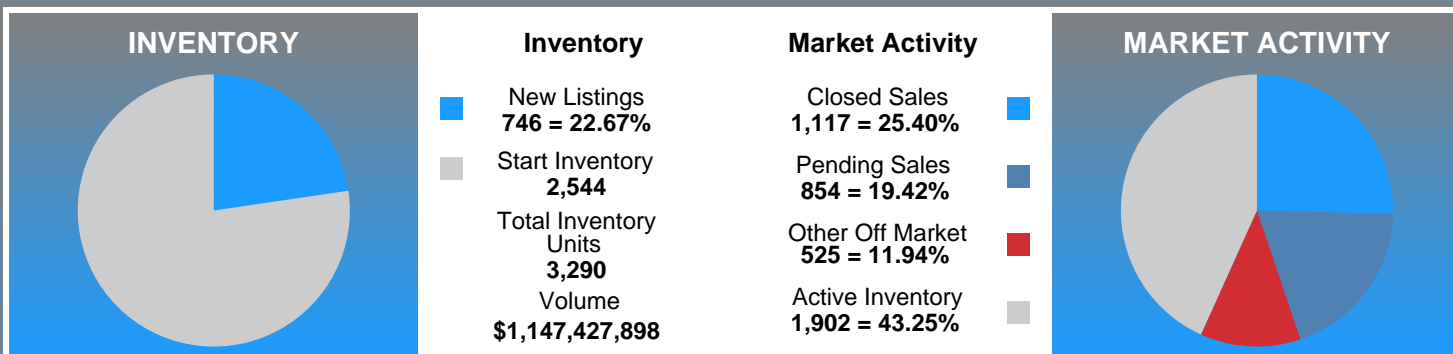 INVENTORY
Inventory
New Listings
746 = 22.67%
Start Inventory
2,544
Total Inventory
Units
3,290
Volume
$1,147,427,898
Market Activity
Closed Sales
1,117 = 25.40%
Pending Sales
854 = 19.42%
Other Off Market
525 = 11.94%
Active Inventory
1,902 = 43.25%
MARKET ACTIVITY